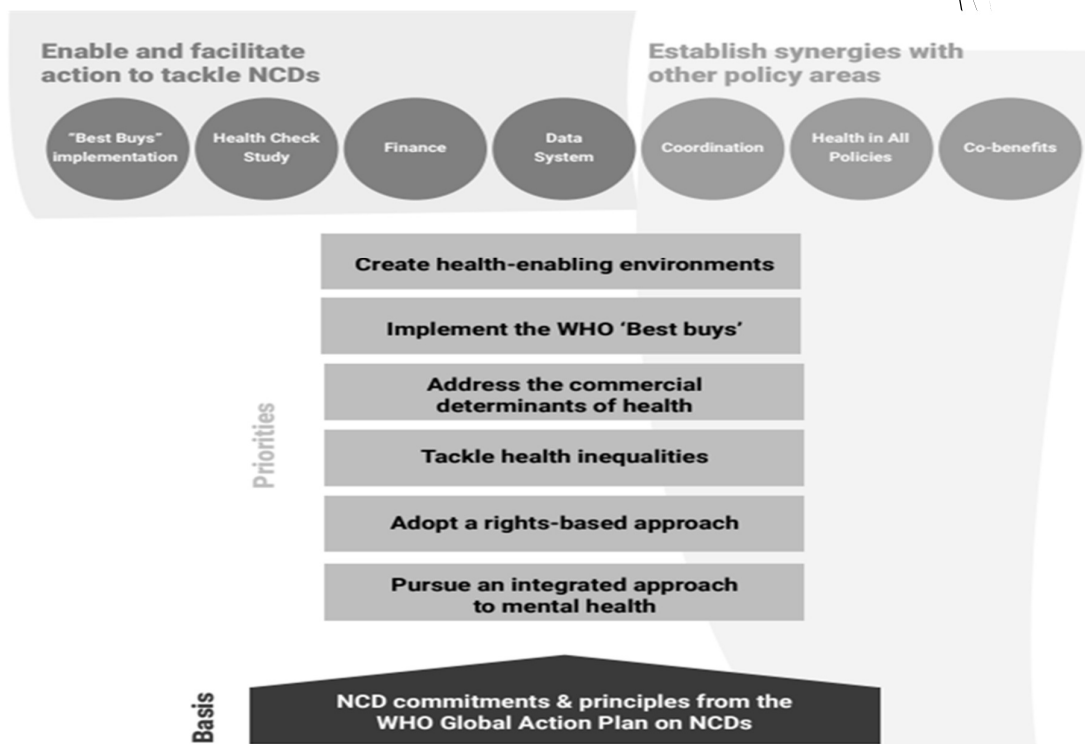 Enable and facilitate
action to tackle NCDs
Establish synergies with
other policy areas
"Best Buys"
implementation
Health Check
Study
Finance
Data
System
Coordination
Health in All
Policies
Co-benefits
Create health-enabling environments
Implement the WHO ‘Best buys’
Address the commercial
determinants of health
Tackle health inequalities
Adopt a rights-based approach
Pursue an integrated approach
to mental health
Priorities
NCD commitments & principles from the
WHO Global Action Plan on NCDs
Basis